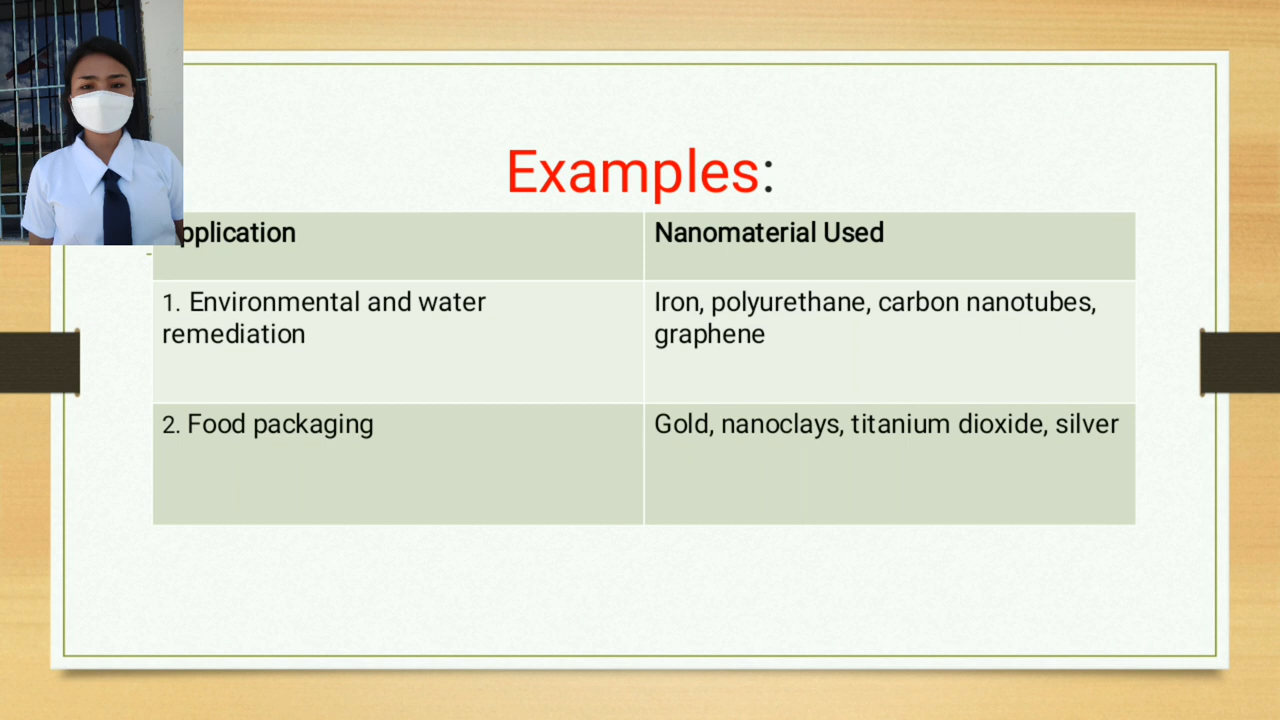 Examples:
pplication
Nanomaterial Used
1. Environmental and water
remediation
Iron, polyurethane, carbon nanotubes,
graphene
2. Food packaging
Gold, nanoclays, titanium dioxide, silver